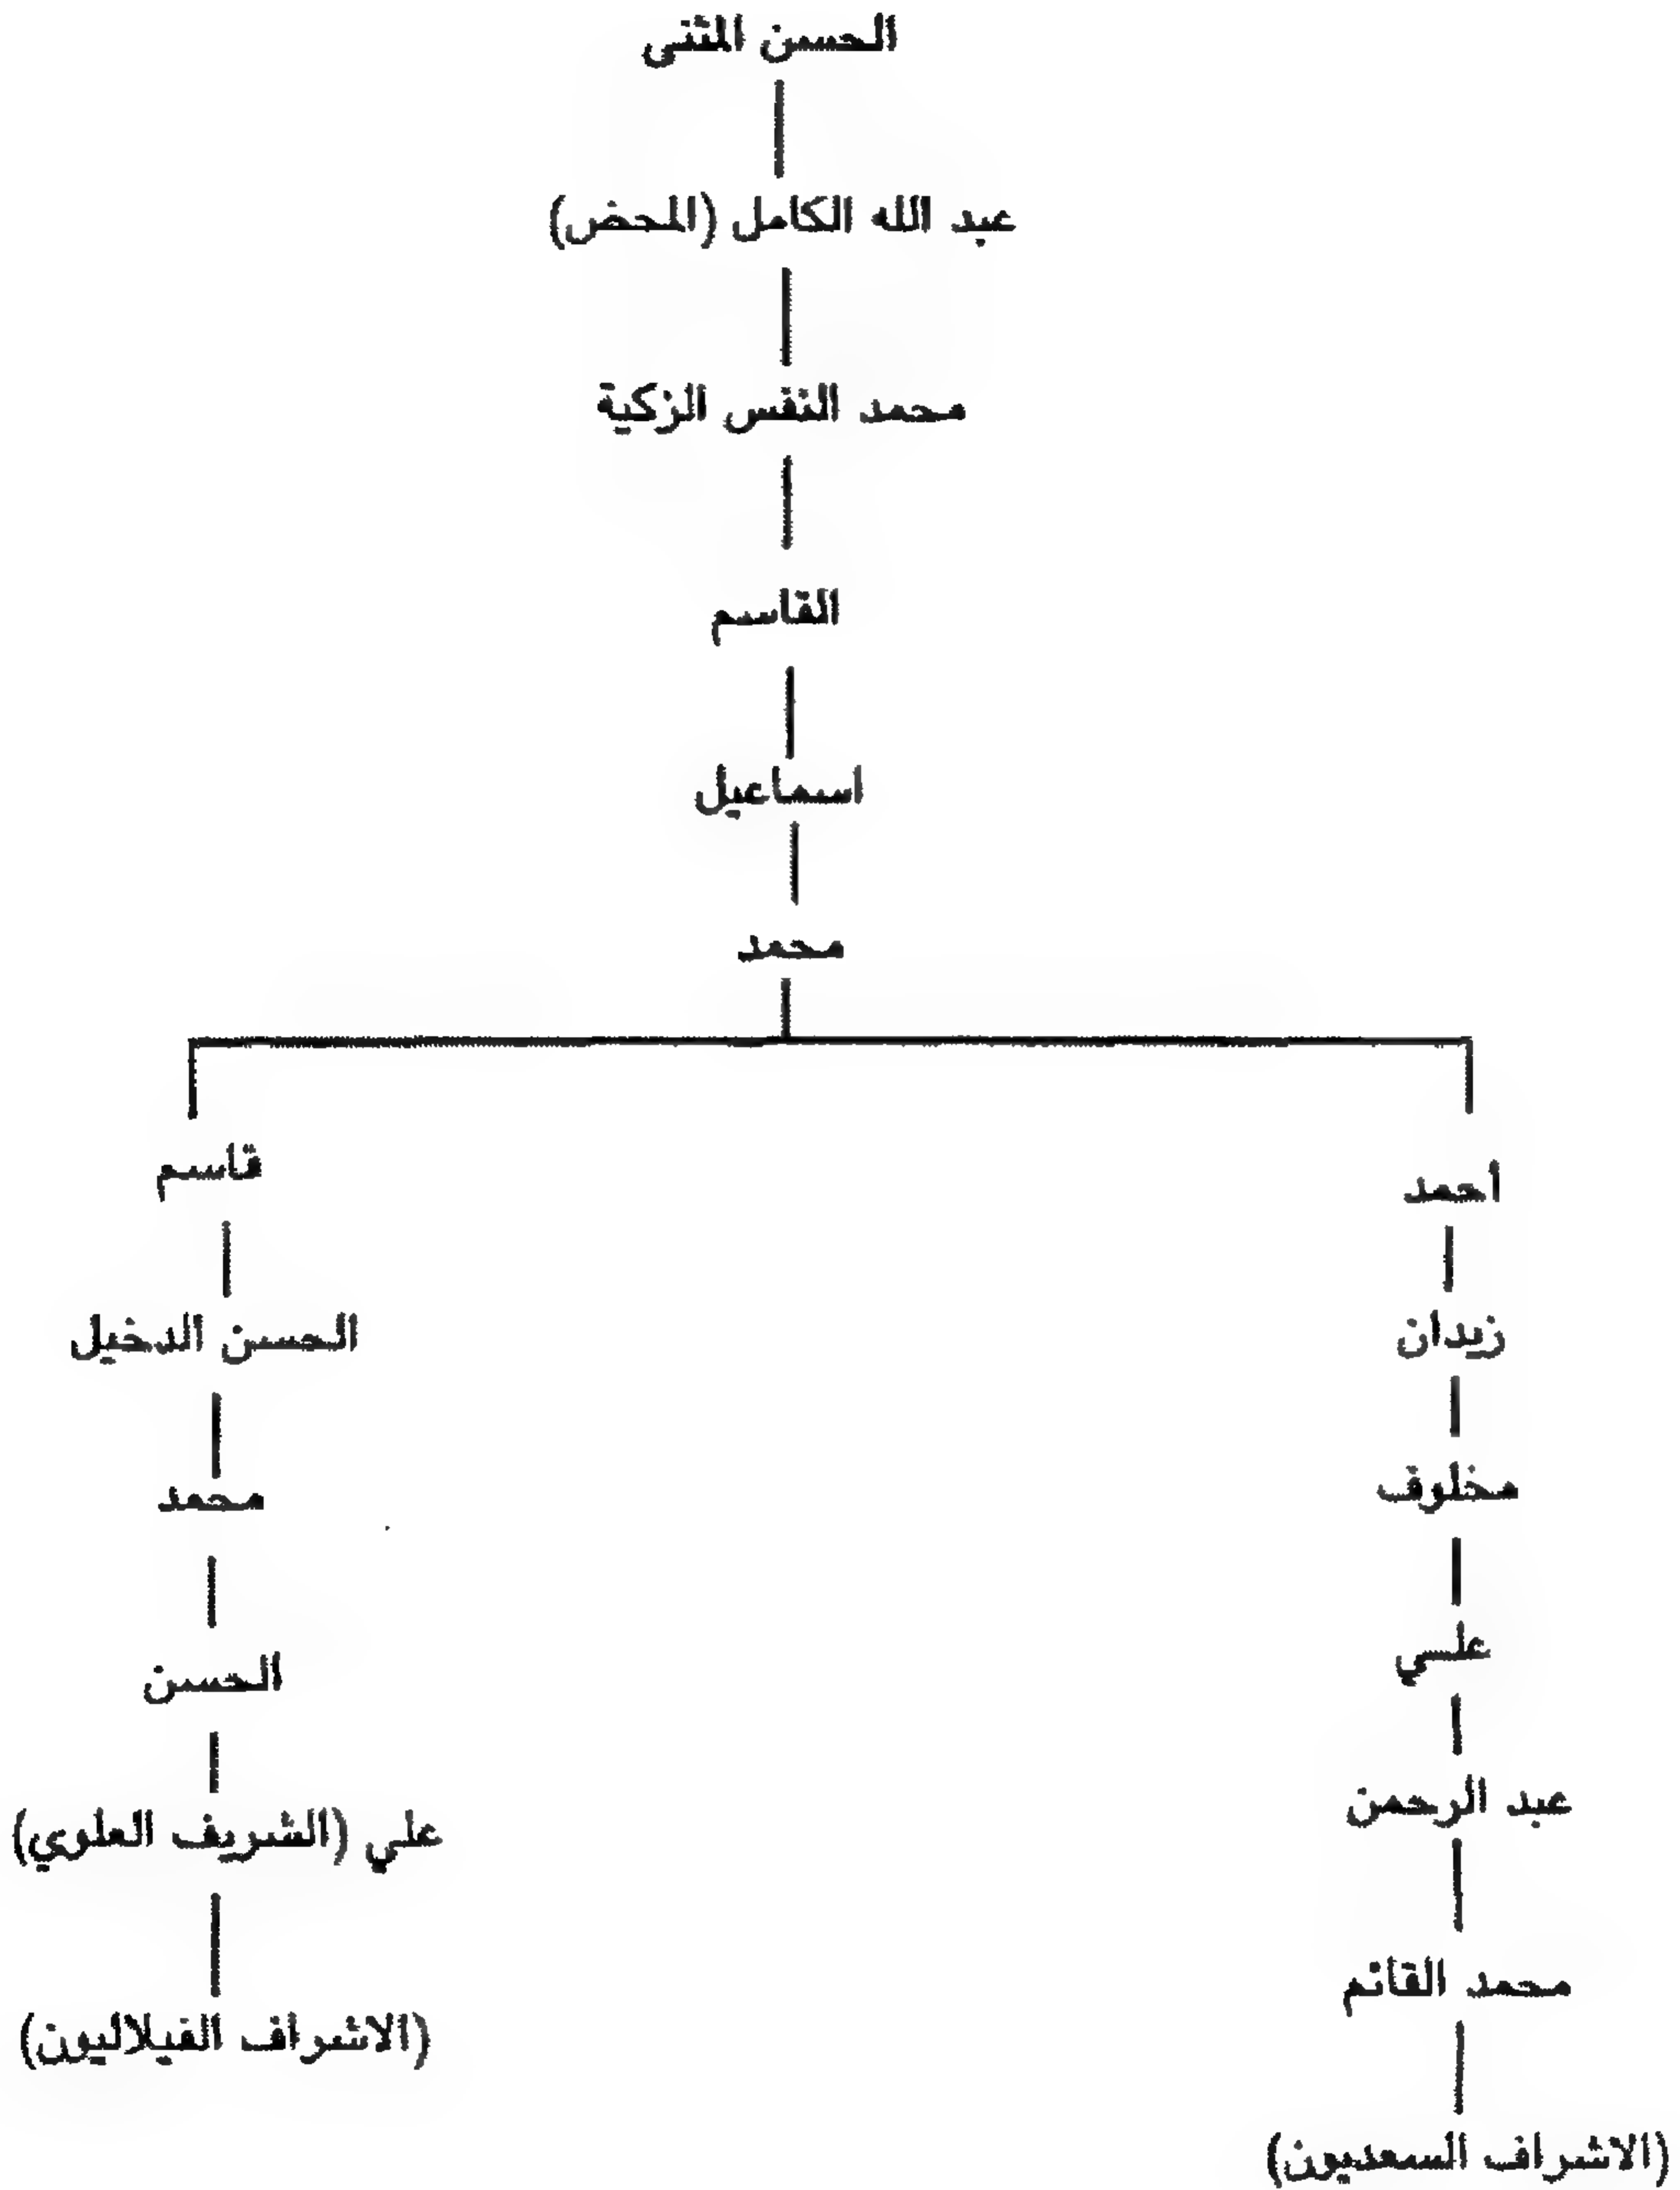 الحسن المثنى
عبد الله الكامل (المحض)
محمد النفس الزكية
القاسم
اسماعيل
محمد
أحمد
زيدان
مخلوف
علي
عبد الرحمن
محمد القائم
(الاشراف السعديون)
قاسم
الحسن الدخيل
محمد
الحسن
علي (الشريف العلوي)
(الاشراف الفيلاليون)